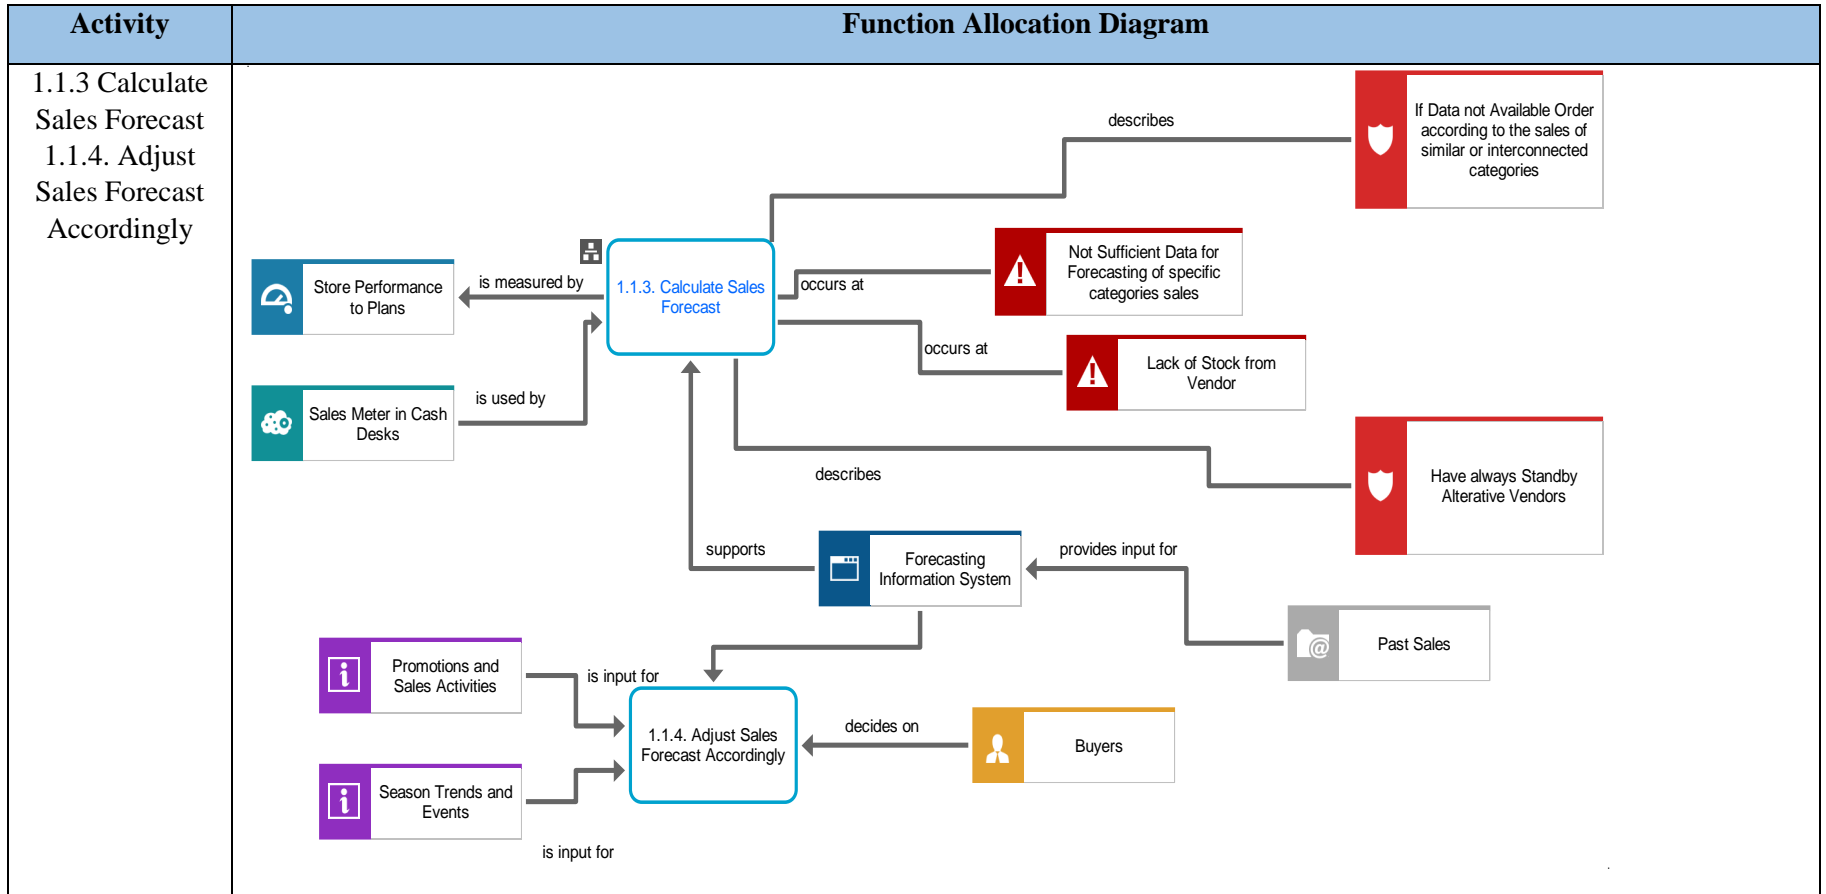 Activity
Function Allocation Diagram
1.1.3 Calculate
Sales Forecast
1.1.4. Adjust
Sales Forecast
Accordingly
describes
If Data not Available Order
according to the sales of
similar or interconnected
categories
Store Performance
to Plans
is measured by
1.1.3. Calculate Sales
Forecast
occurs at
Not Sufficient Data for
Forecasting of specific
categories sales
occurs at
Lack of Stock from
Vendor
Sales Meter in Cash
Desks
is used by
describes
Have always Standby
Alterative Vendors
supports
Forecasting
Information System
provides input for
Past Sales
Promotions and
Sales Activities
is input for
1.1.4. Adjust Sales
Forecast Accordingly
decides on
Buyers
Season Trends and
Events
is input for